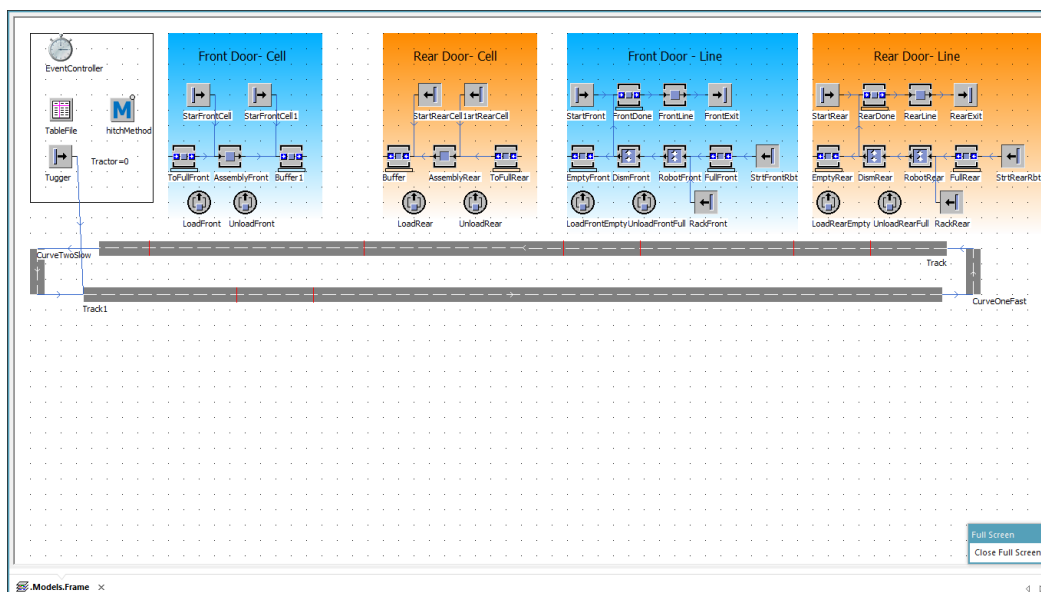 Front Door- Cell
Rear Door- Cell
Front Door - Line
Rear Door- Line
EventController
TableFile
hitchMethod
Tugger
Tractor=0
StarFrontCell
StarFrontCell1
ToFullFront
AssemblyFront
Buffer1
LoadFront
UnloadFront
StartRearCell1artRearCell
Buffer
AssemblyRear
ToFullRear
LoadRear
UnloadRear
StartFront
FrontDone
FrontLine
FrontExit
EmptyFront
DismFront
RobotFront
FullFront
StrtFrontRbt
LoadFrontEmpty
UnloadFrontFull
RackFront
StartRear
RearDone
RearLine
RearExit
EmptyRear
DismRear
RobotRear
FullRear
StrtRearRbt
LoadRearEmpty
UnloadRearFull
RackRear
CurveTwoSlow
Track
Track1
CurveOneFast
Full Screen
Close Full Screen
.Models.Frame